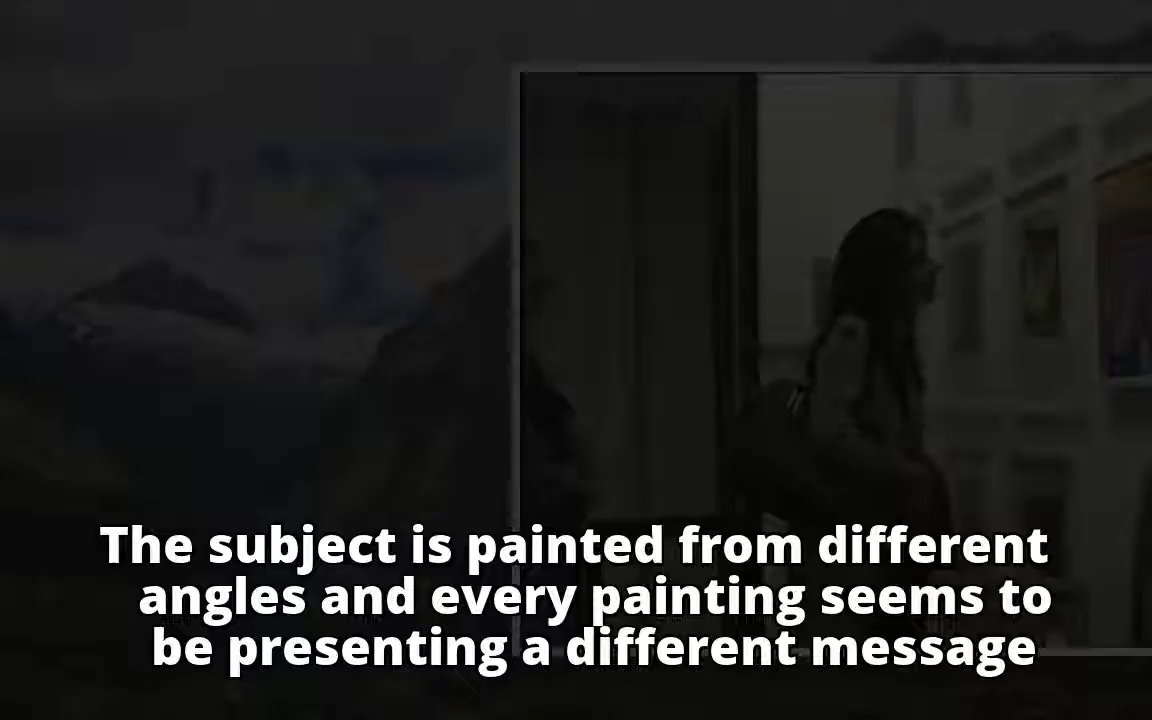 The subject is painted from different
angles and every painting seems to
be presenting a different message